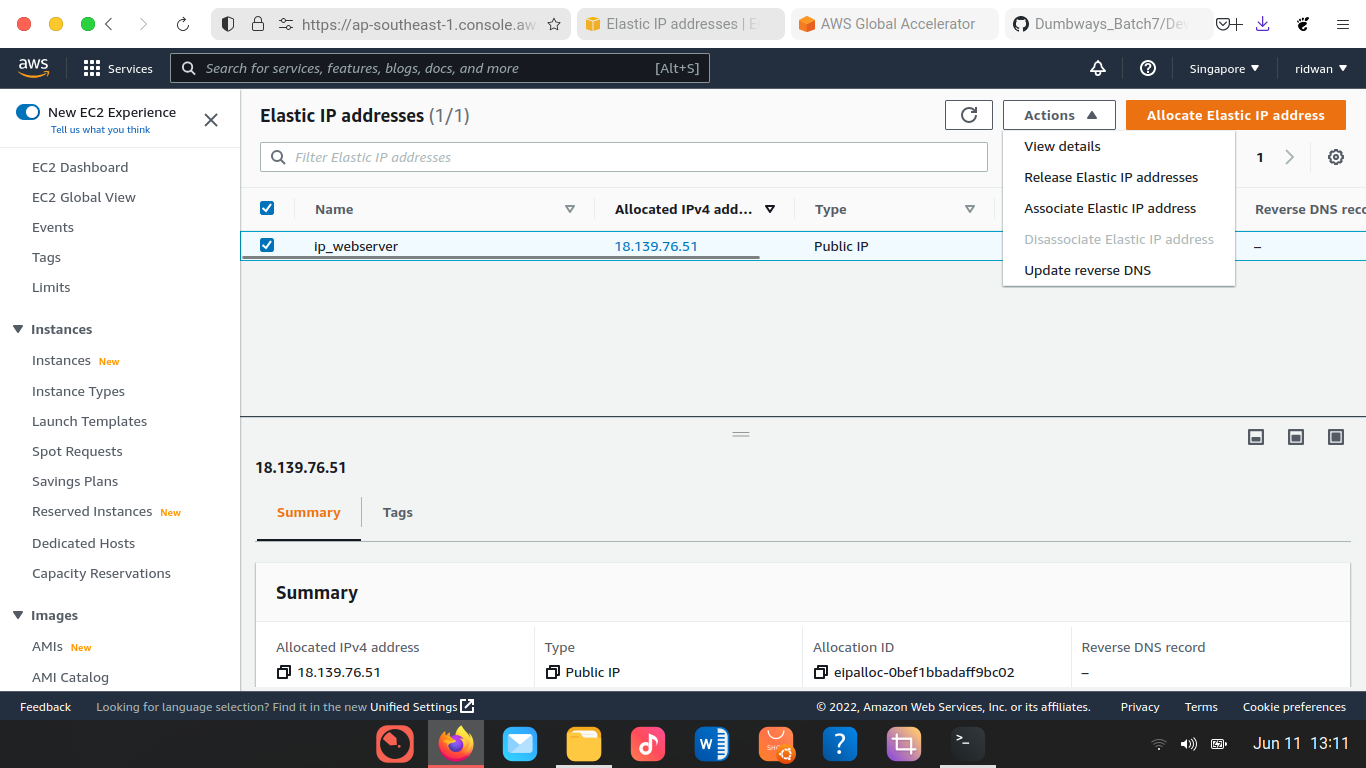 https://ap-southeast-1.console.aw
Elastic IP addresses | E
AWS Global Accelerator
Dumbways_Batch7/Dev
aws
Services
Search for services, features, blogs, docs, and more
[Alt+S]
Singapore
ridwan
New EC2 Experience
Tell us what you think
EC2 Dashboard
EC2 Global View
Events
Tags
Limits
Instances
Instances New
Instance Types
Launch Templates
Spot Requests
Savings Plans
Reserved Instances New
Dedicated Hosts
Capacity Reservations
Images
AMIs New
AMI Catalog
Elastic IP addresses (1/1)
Actions
Allocate Elastic IP address
Filter Elastic IP addresses
1
View details
Release Elastic IP addresses
Associate Elastic IP address
Disassociate Elastic IP address
Update reverse DNS
Name
Allocated IPv4 add...
Type
Reverse DNS reco
ip_webserver
18.139.76.51
Public IP
–
18.139.76.51
Summary
Tags
Summary
Allocated IPv4 address
Type
Allocation ID
Reverse DNS record
18.139.76.51
Public IP
eipalloc-0bef1bbadaff9bc02
–
Feedback
Looking for language selection? Find it in the new Unified Settings
© 2022, Amazon Web Services, Inc. or its affiliates.
Privacy
Terms
Cookie preferences
W
?
>_
Jun 11 13:11